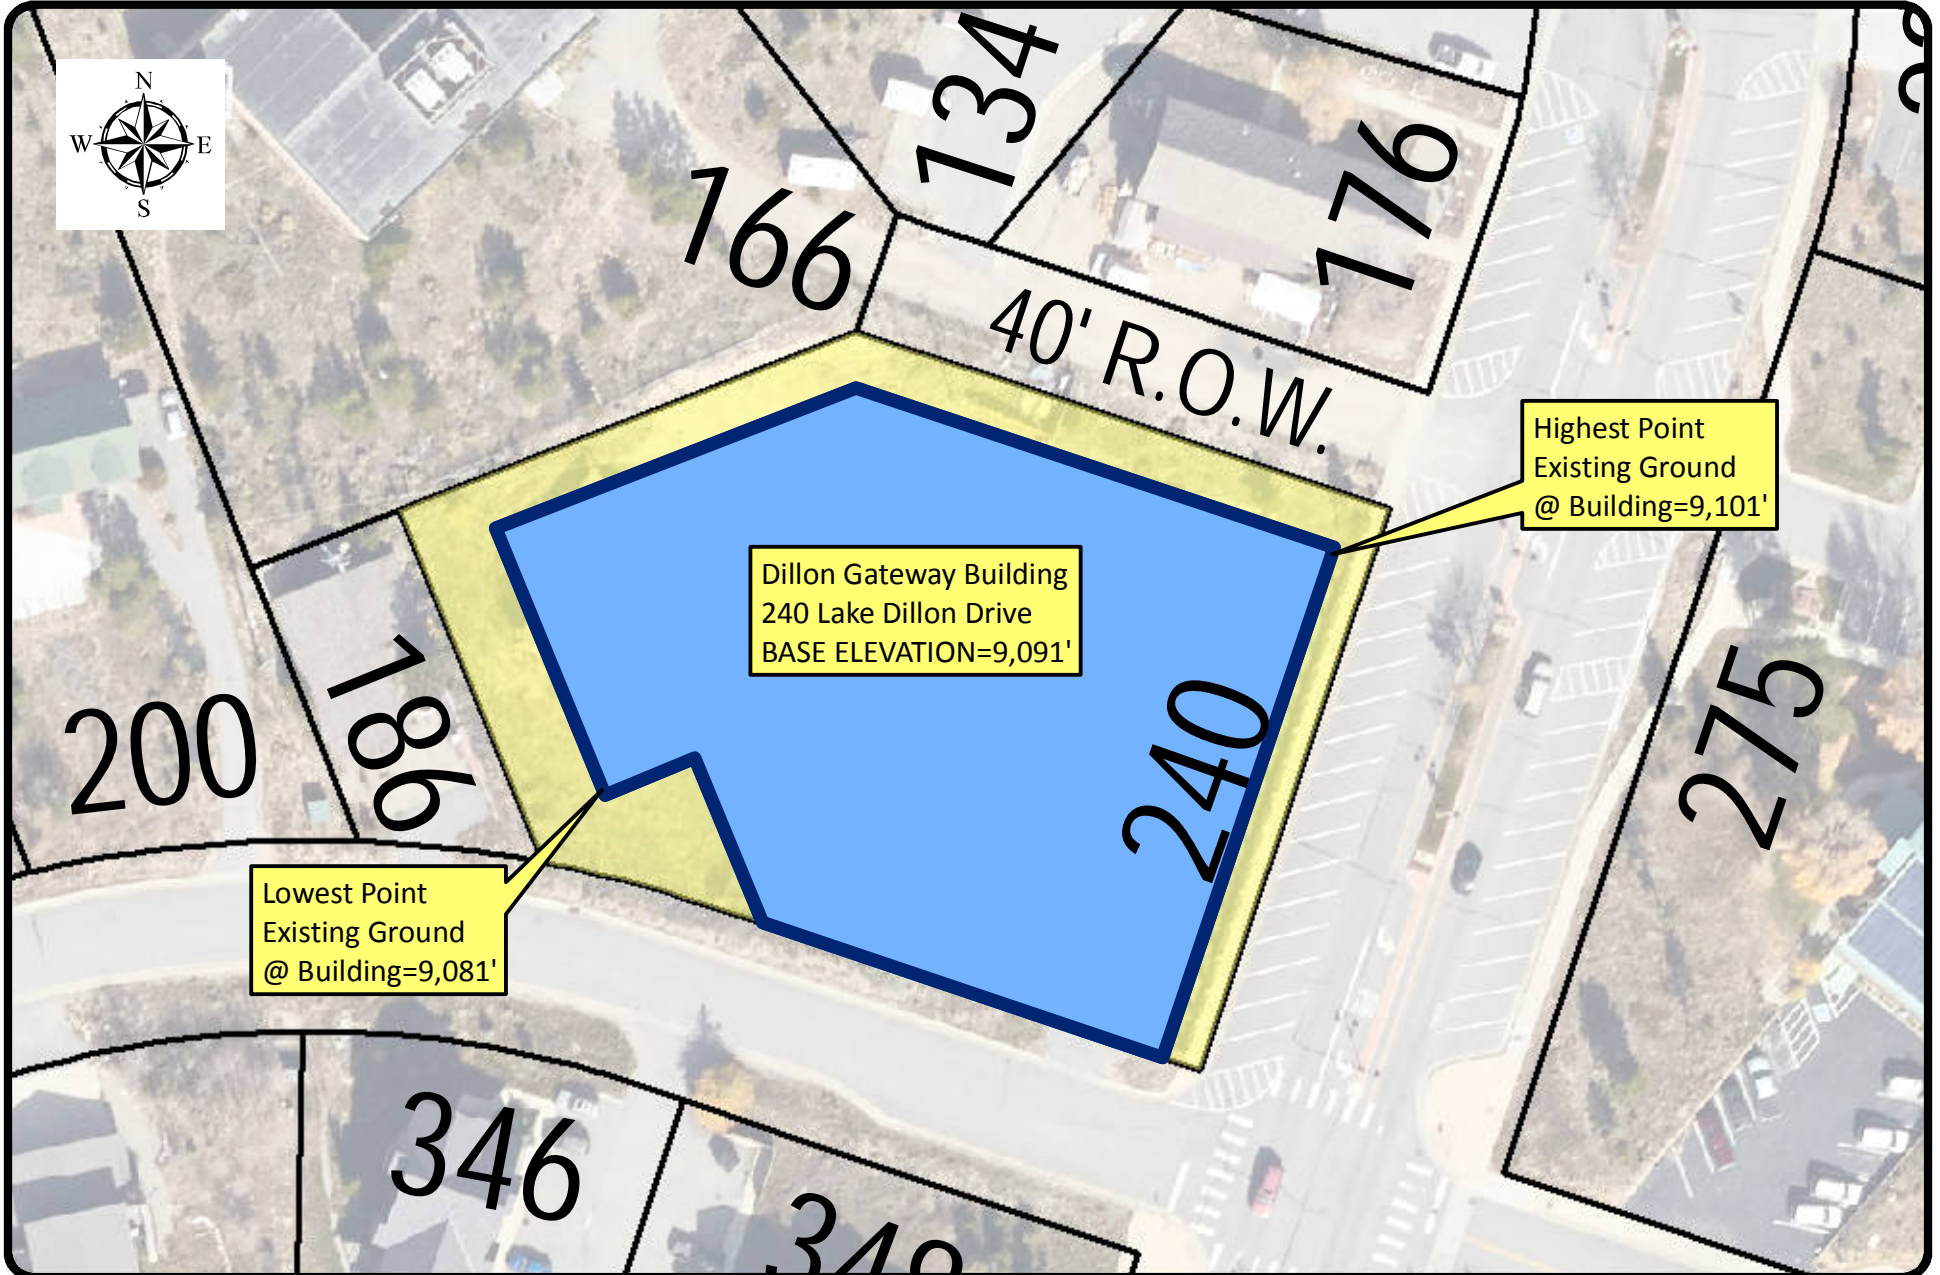 N
W E
S
134
176
166
40' R.O.W.
Highest Point
Existing Ground
@ Building=9,101'
Dillon Gateway Building
240 Lake Dillon Drive
BASE ELEVATION=9,091'
186
200
240
275
Lowest Point
Existing Ground
@ Building=9,081'
346